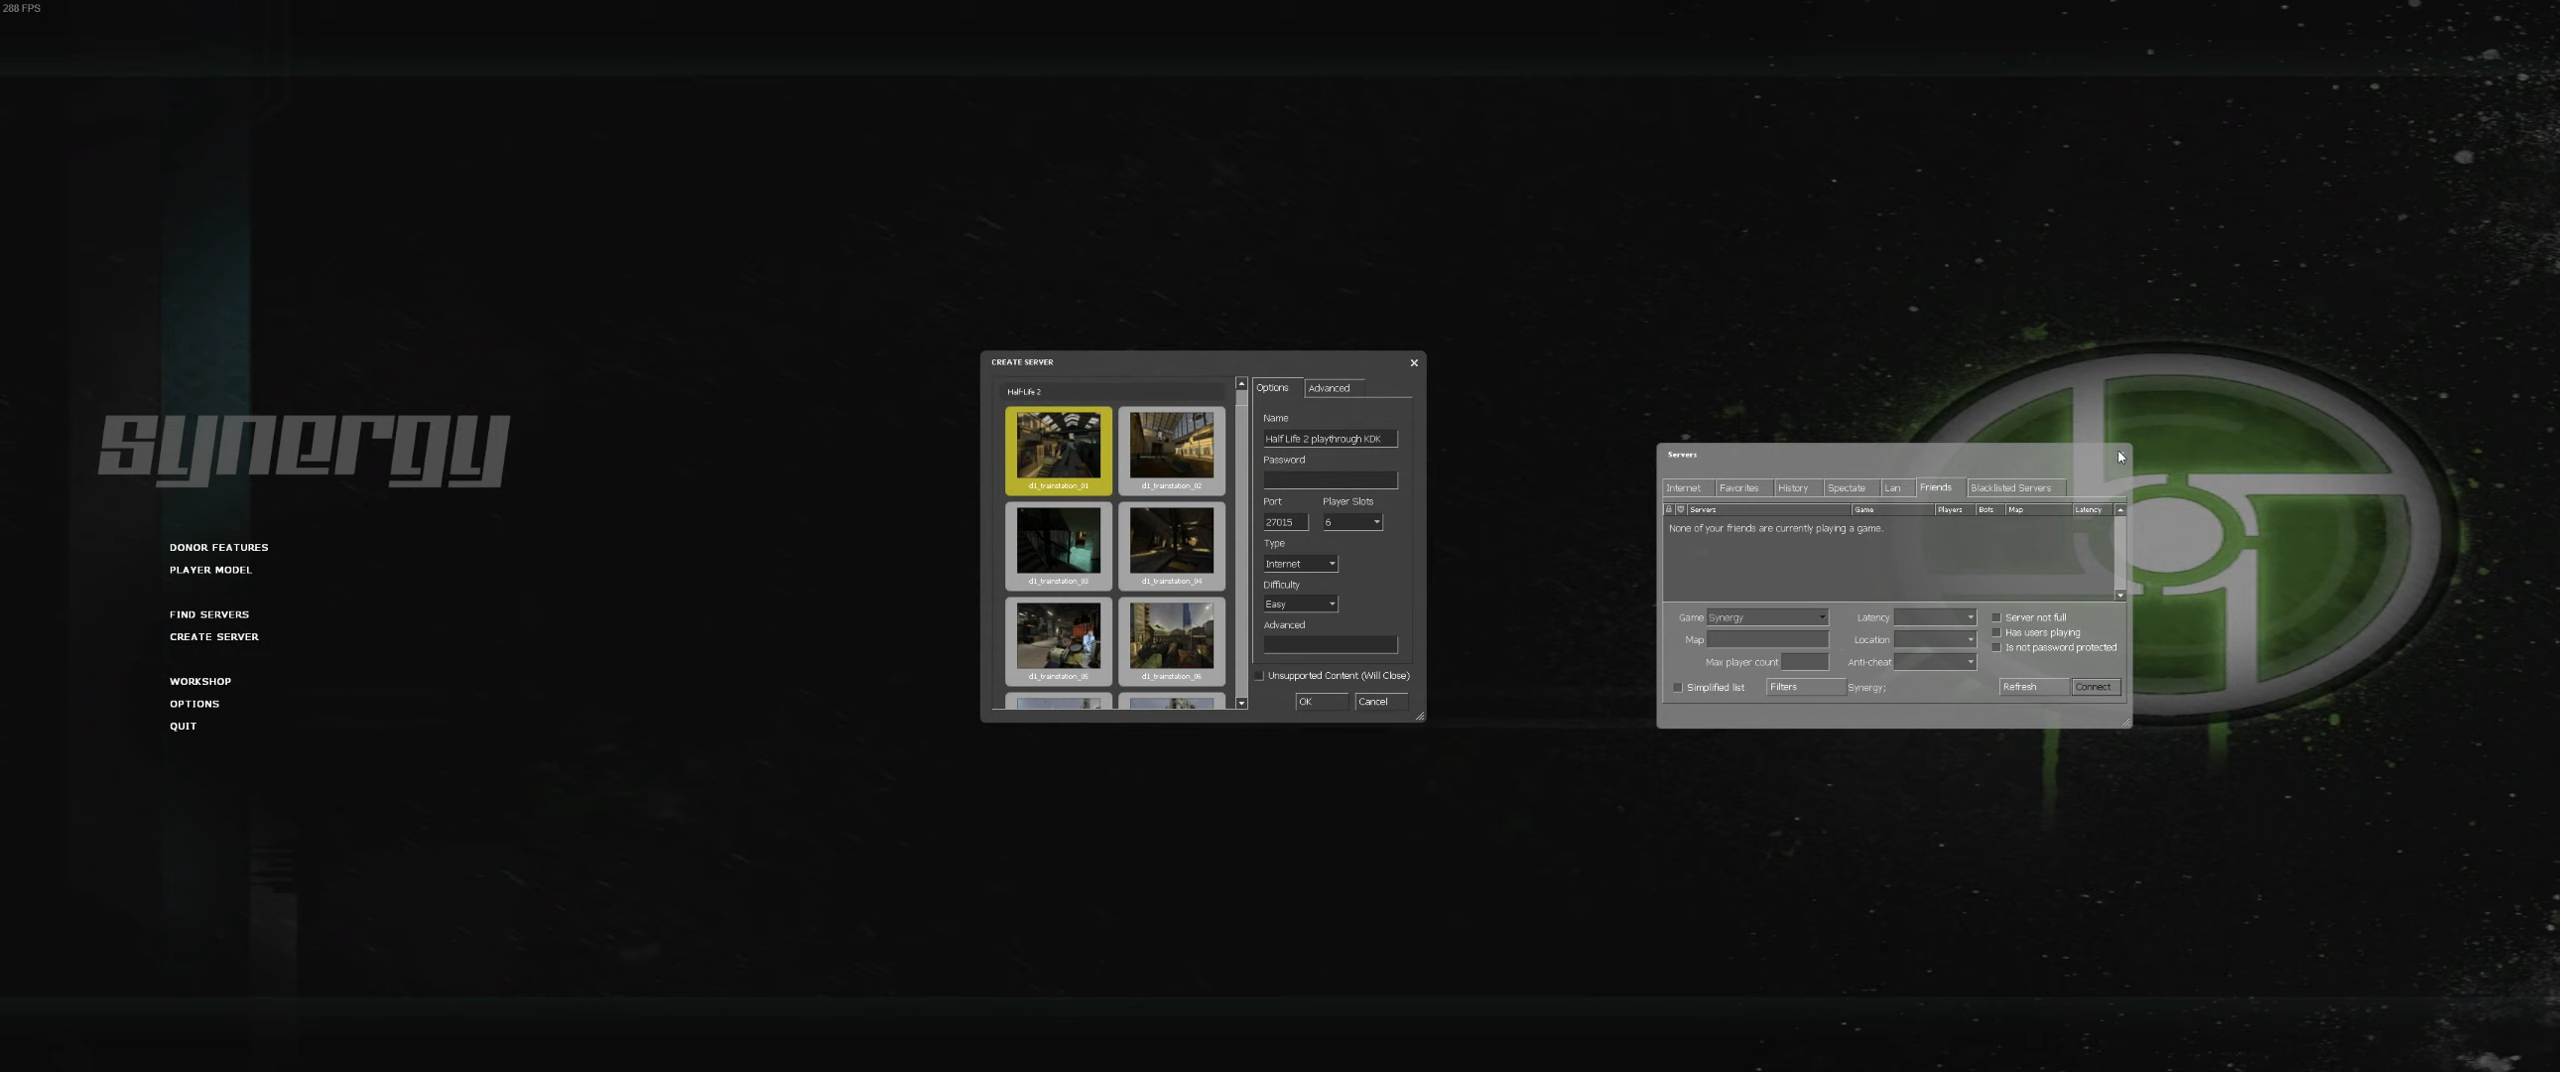 288 FPS
synergy
DONOR FEATURES
PLAYER MODEL
FIND SERVERS
CREATE SERVER
WORKSHOP
OPTIONS
QUIT
CREATE SERVER
Half-Life 2
d1_trainstation_01
d1_trainstation_02
d1_trainstation_03
d1_trainstation_04
d1_trainstation_05
d1_trainstation_06
Options Advanced
Name
Half Life 2 playthrough KDK
Password
Port Player Slots
27015 6
Type
Internet
Difficulty
Easy
Advanced
Unsupported Content (Will Close)
OK Cancel
Servers
Internet Favorites History Spectate Lan Friends Blacklisted Servers
Servers Game Players Bots Map Latency
None of your friends are currently playing a game.
Game Synergy Latency Server not full
Has users playing
Map Location
Is not password protected
Max player count Anti-cheat
Simplified list Filters Synergy; Refresh Connect